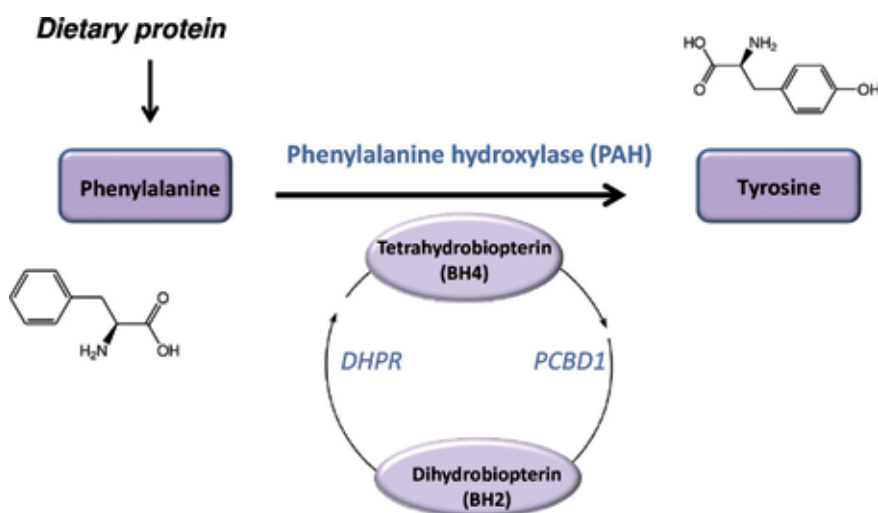 Dietary protein
HO
NH₂
O
OH
Phenylalanine hydroxylase (PAH)
Phenylalanine
Tyrosine
Tetrahydrobiopterin
(BH4)
O
H₂N
OH
DHPR
PCBD1
Dihydrobiopterin
(BH2)